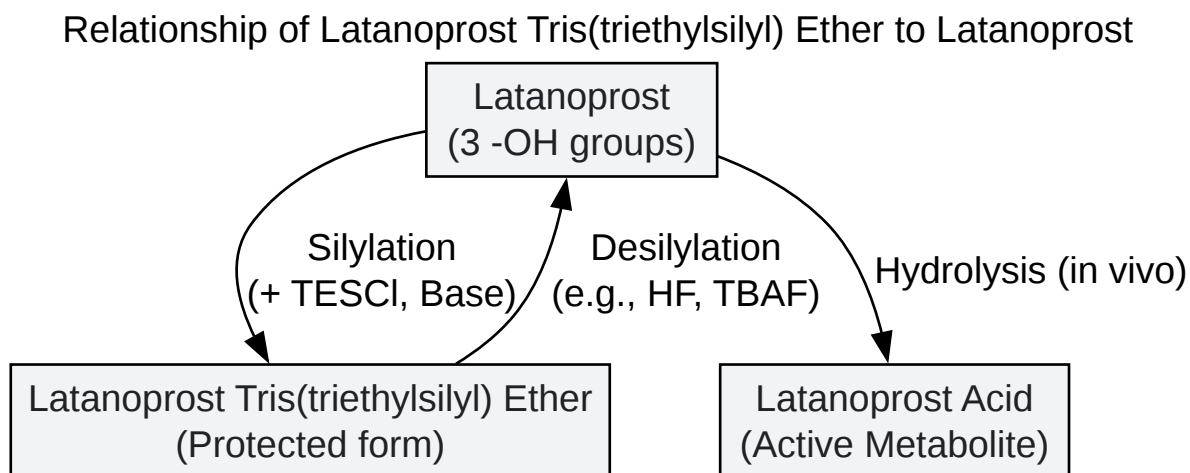 Relationship of Latanoprost Tris(triethylsilyl) Ether to Latanoprost
Latanoprost
(3 -OH groups)
Silylation
(+ TESCl, Base)
Desilylation
(e.g., HF, TBAF)
Hydrolysis (in vivo)
Latanoprost Tris(triethylsilyl) Ether
(Protected form)
Latanoprost Acid
(Active Metabolite)